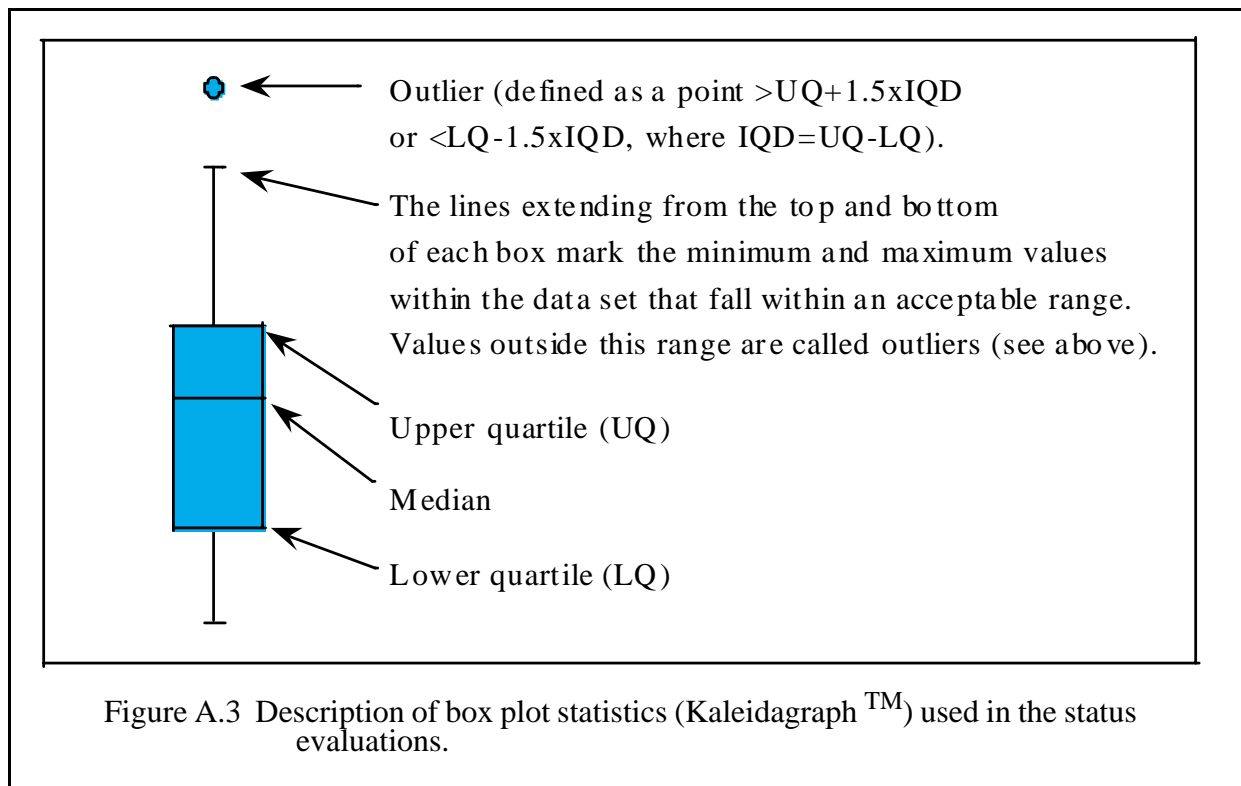 Outlier (defined as a point >UQ+1.5xIQD
or <LQ-1.5xIQD, where IQD=UQ-LQ).
The lines extending from the top and bottom
of each box mark the minimum and maximum values
within the data set that fall within an acceptable range.
Values outside this range are called outliers (see above).
Upper quartile (UQ)
Median
Lower quartile (LQ)
Figure A.3 Description of box plot statistics (Kaleidagraph TM) used in the status
evaluations.